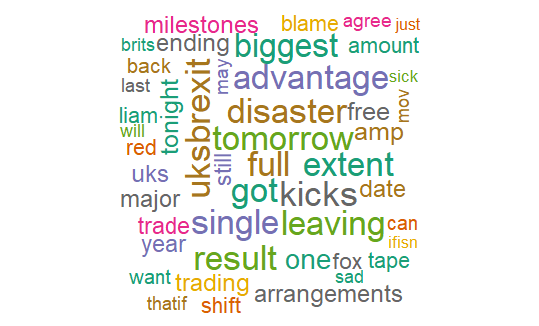 milestones blame agree just
brits ending biggest amount
back may advantage sick
last uksbrexit disaster free mov
liam tonight tomorrow amp
will
red still full extent
uks got kicks date
major single leaving can
trade ifisn
year result one fox tape
want trading sad
thatif shift arrangements